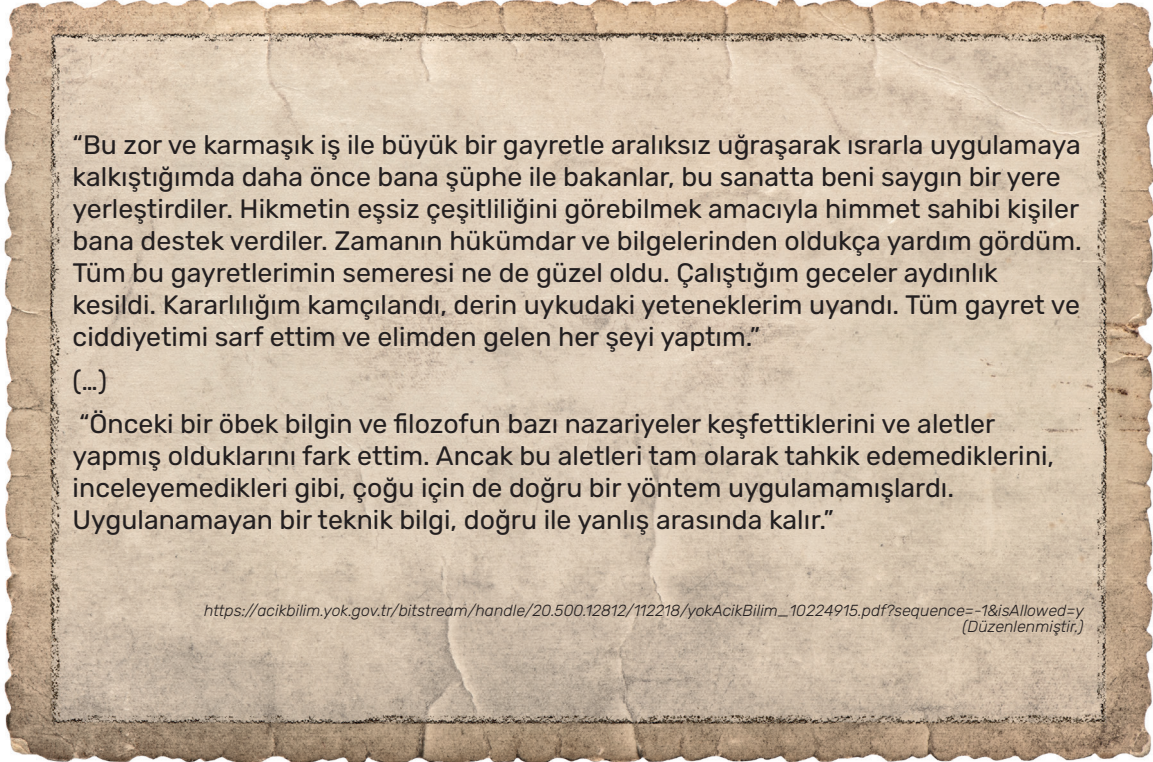 “Bu zor ve karmaşık iş ile büyük bir gayretle aralıksız uğraşarak ısrarla uygulamaya
kalkıştığımda daha önce bana şüphe ile bakanlar, bu sanatta beni saygın bir yere
yerleştirdiler. Hikmetin eşsiz çeşitliliğini görebilmek amacıyla himmet sahibi kişiler
bana destek verdiler. Zamanın hükümdar ve bilgelerinden oldukça yardım gördüm.
Tüm bu gayretlerimin semeresi ne de güzel oldu. Çalıştığım geceler aydınlık
kesildi. Kararlılığım kamçılandı, derin uykudaki yeteneklerim uyandı. Tüm gayret ve
ciddiyetimi sarf ettim ve elimden gelen her şeyi yaptım.”
(...)
“Önceki bir öbek bilgin ve filozofun bazı nazariyeler keşfettiklerini ve aletler
yapmış olduklarını fark ettim. Ancak bu aletleri tam olarak tahkik edemediklerini,
inceleyemedikleri gibi, çoğu için de doğru bir yöntem uygulamamışlardı.
Uygulanamayan bir teknik bilgi, doğru ile yanlış arasında kalır.”
https://acikbilim.yok.gov.tr/bitstream/handle/20.500.12812/112218/yokAcikBilim_10224915.pdf?sequence=-1&isAllowed=y
(Düzenlenmiştir.)